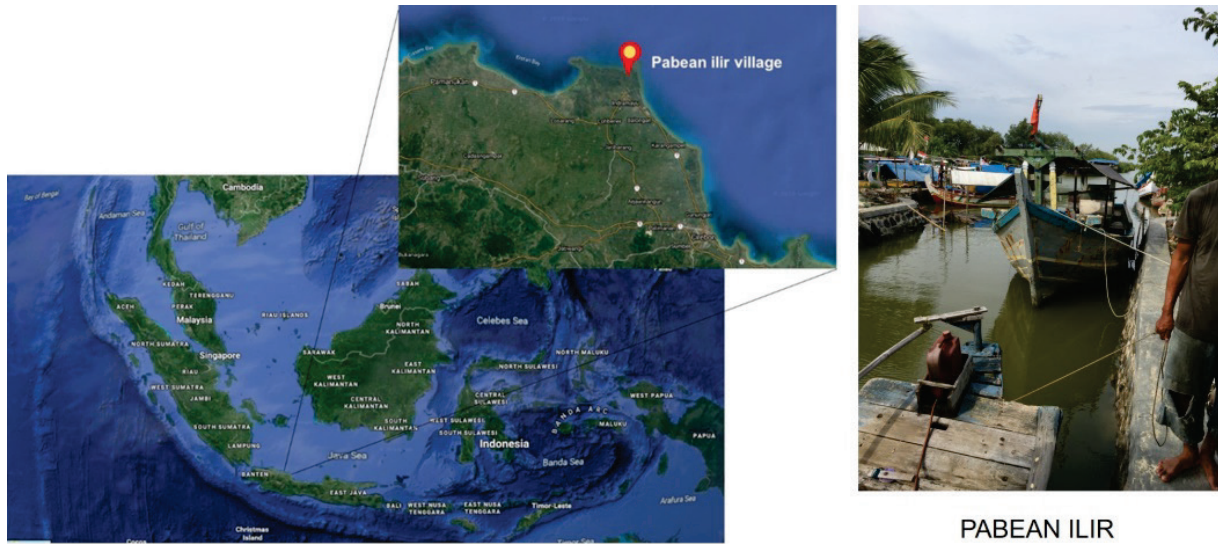 Pabean ilir village
Pamanukan
Indramayu
Karangampel
Cirebon
Bay of Bengal
Cambodia
Andaman Sea
Gulf of
Thailand
KEDAH
TERENGGANU
PERAK
ACEH
Malaysia
RIAU ISLANDS
NORTH SUMATRA
Singapore
RIAU
WEST SUMATRA
JAMBI
SOUTH SUMATRA
LAMPUNG
BANTEN
Java Sea
EAST JAVA
BALI
WEST NUSA
TENGGARA
EAST NUSA
TENGGARA
Christmas
Island
SABAH
Brunei
NORTH
KALIMANTAN
SARAWAK
WEST
KALIMANTAN
EAST
KALIMANTAN
CENTRAL
KALIMANTAN
SOUTH
KALIMANTAN
Celebes Sea
NORTH MALUKU
NORTH SULAWESI
CENTRAL
SULAWESI
WEST SULAWESI
SOUTH SULAWESI
WEST PAPUA
BANDA ARC
MALUKU
PAPUA
Indonesia
Banda Sea
Arafura Sea
Timor-Leste
PABEAN ILIR